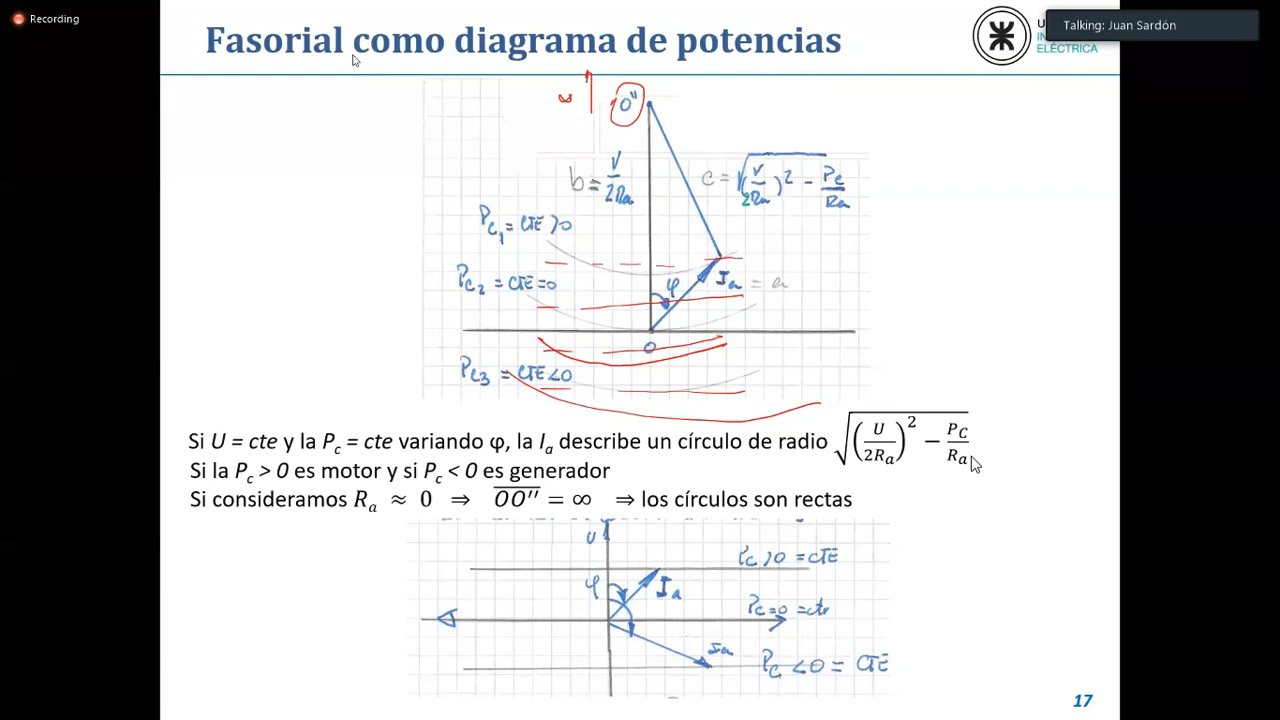 Recording
Talking: Juan Sardón
Fasorial como diagrama de potencias
U
IN
ELÉCTRICA
∞
O"
b = V/2Ra
c = √(V/2Ra)² - Pc/Ra
Pc1 = CTE > 0
Pc2 = CTE = 0
φ
Ia = a
O
Pc3 = CTE < 0
Si U = cte y la Pc = cte variando φ, la Ia describe un círculo de radio √(U/2Ra)² − PC/Ra
Si la Pc > 0 es motor y si Pc < 0 es generador
Si consideramos Ra ≈ 0 ⇒ OO'' = ∞ ⇒ los círculos son rectas
U
Pc > 0 = CTE
φ
Ia
Pc = 0 = cte
Ia
Pc < 0 = CTE
17